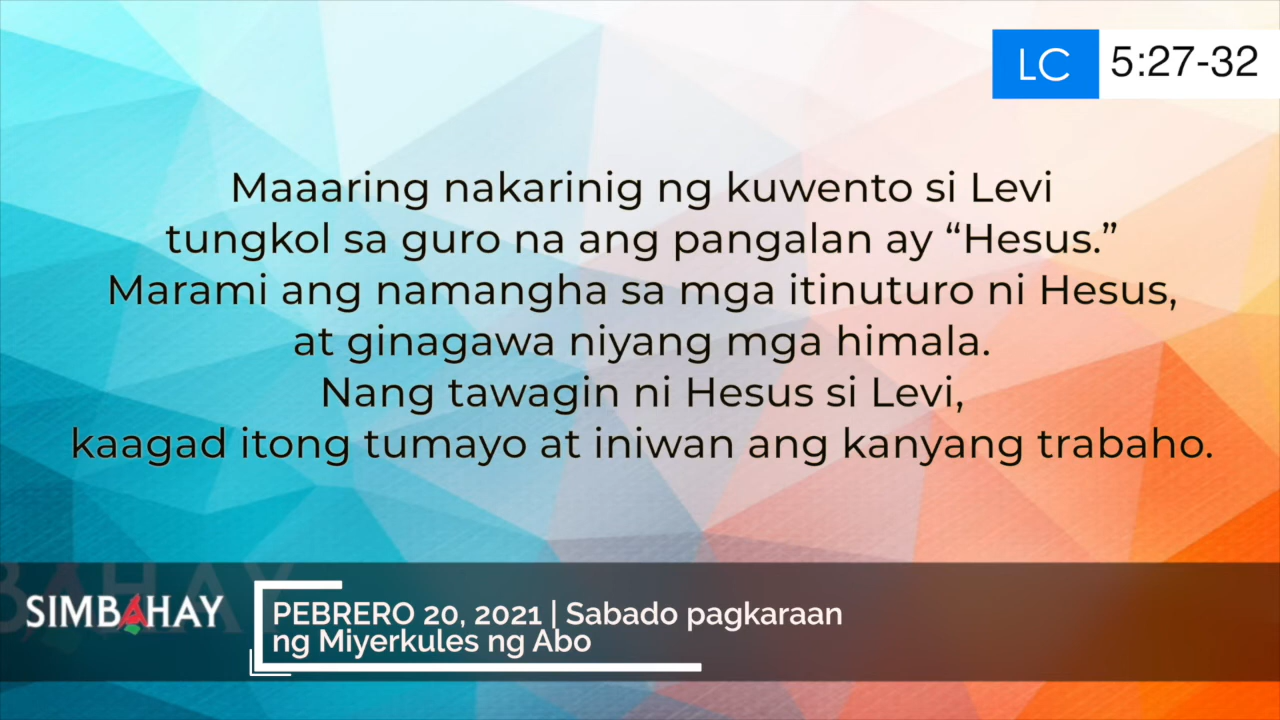 LC 5:27-32
Maaaring nakarinig ng kuwento si Levi
tungkol sa guro na ang pangalan ay “Hesus.”
Marami ang namangha sa mga itinuturo ni Hesus,
at ginagawa niyang mga himala.
Nang tawagin ni Hesus si Levi,
kaagad itong tumayo at iniwan ang kanyang trabaho.
SIMBAHAY
PEBRERO 20, 2021 | Sabado pagkaraan
ng Miyerkules ng Abo